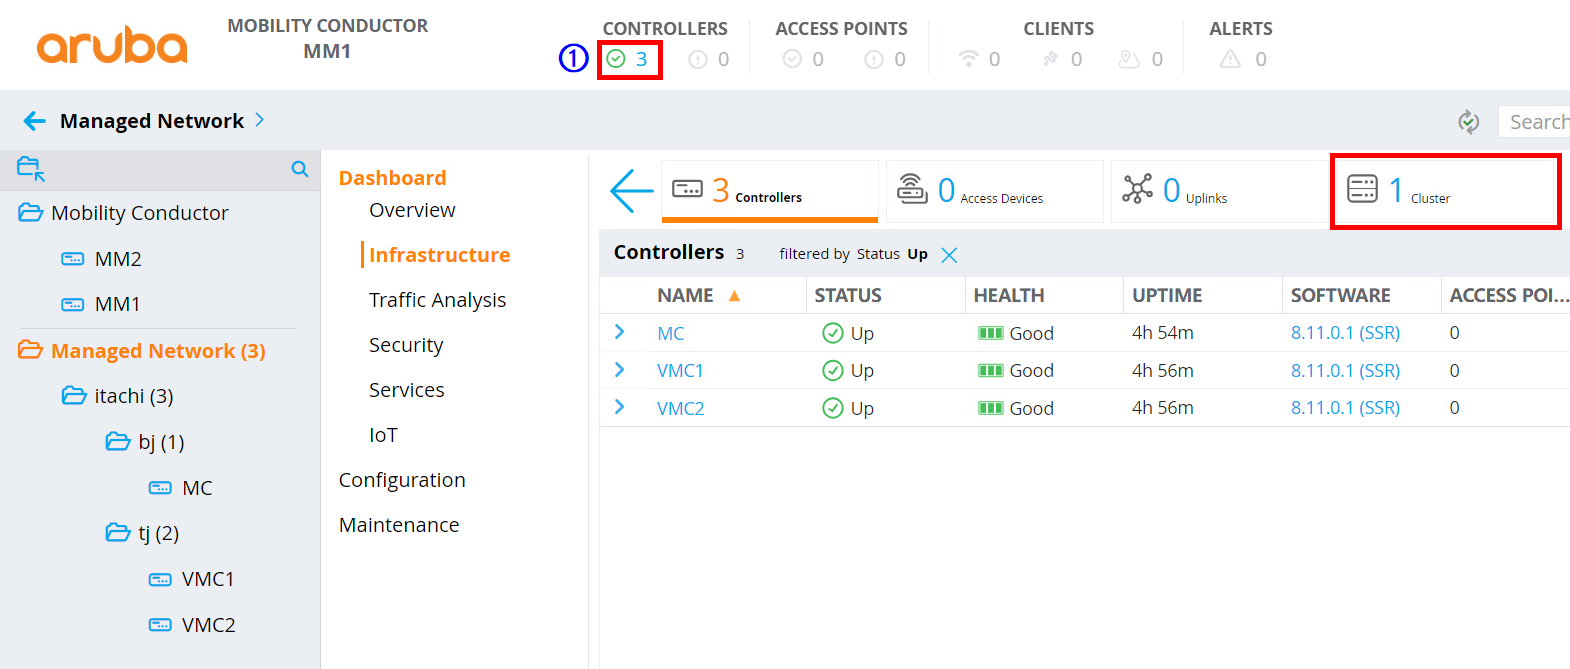 aruba
MOBILITY CONDUCTOR
MM1
CONTROLLERS ACCESS POINTS CLIENTS ALERTS
① 3 0 0 0 0 0 0 0
Managed Network
Search
Mobility Conductor
MM2
MM1
Managed Network (3)
itachi (3)
bj (1)
MC
tj (2)
VMC1
VMC2
Dashboard
Overview
Infrastructure
Traffic Analysis
Security
Services
IoT
Configuration
Maintenance
3 Controllers 0 Access Devices 0 Uplinks 1 Cluster
Controllers 3 filtered by Status Up
NAME STATUS HEALTH UPTIME SOFTWARE ACCESS POI...
MC Up Good 4h 54m 8.11.0.1 (SSR) 0
VMC1 Up Good 4h 56m 8.11.0.1 (SSR) 0
VMC2 Up Good 4h 56m 8.11.0.1 (SSR) 0